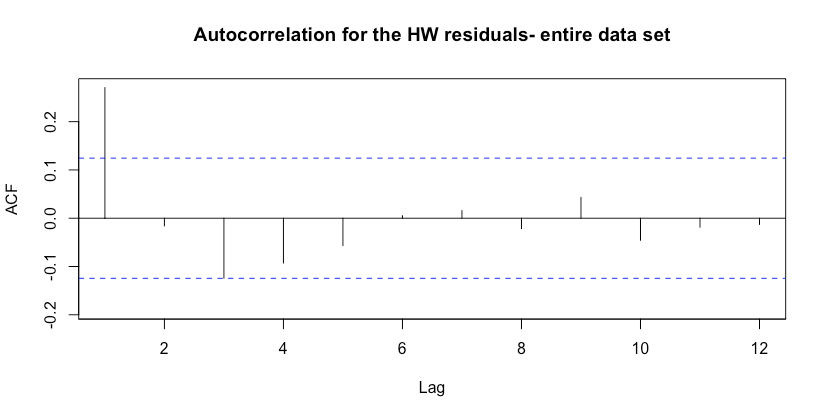 Autocorrelation for the HW residuals- entire data set
ACF
0.2
0.1
0.0
-0.1
-0.2
2 4 6 8 10 12
Lag